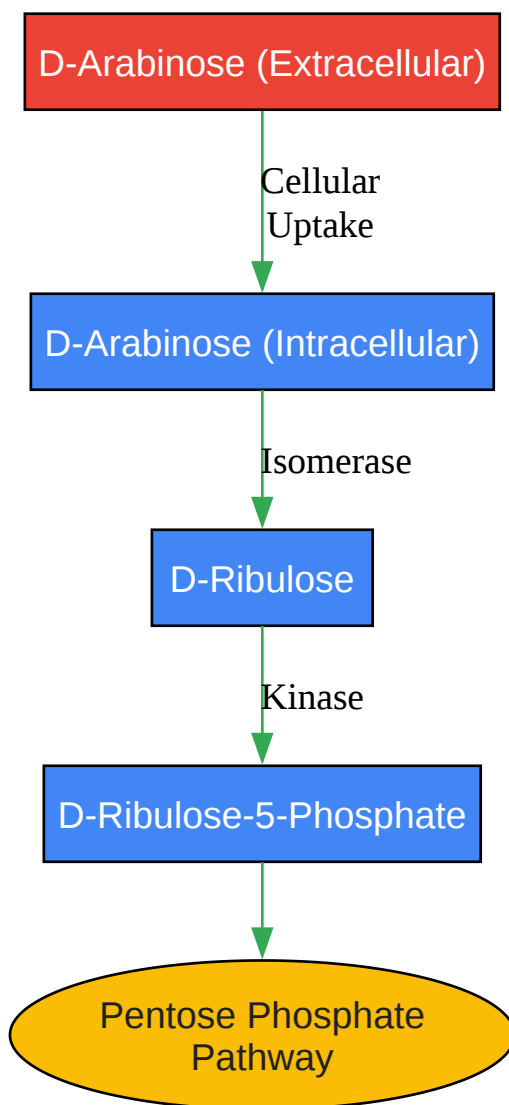 D-Arabinose (Extracellular)
Cellular
Uptake
D-Arabinose (Intracellular)
Isomerase
D-Ribulose
Kinase
D-Ribulose-5-Phosphate
Pentose Phosphate
Pathway